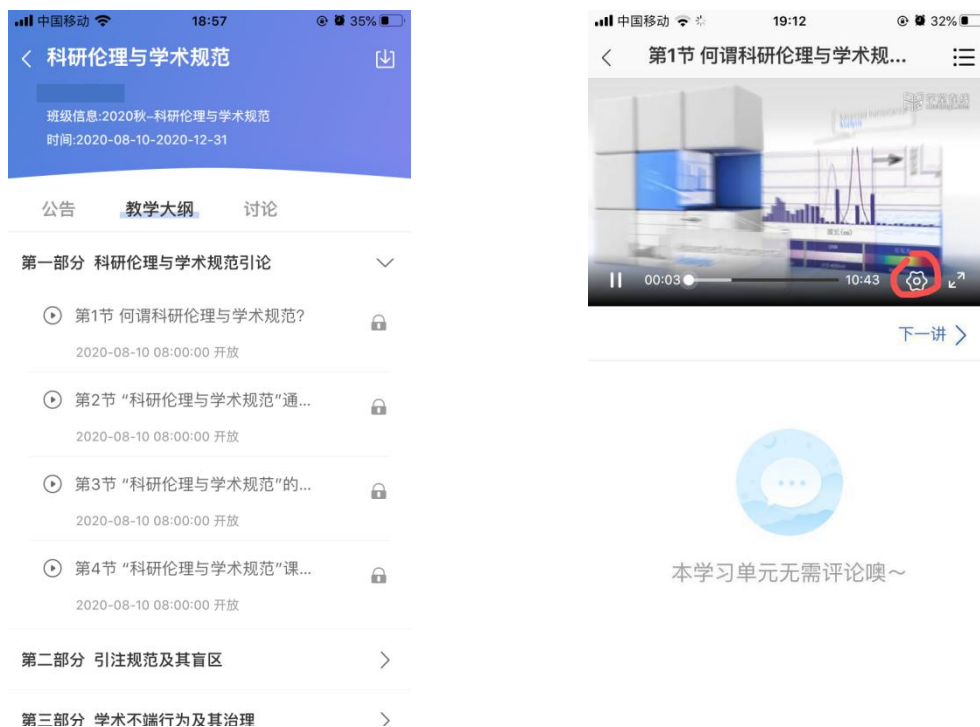 中国移动 18:57 35%
科研伦理与学术规范
班级信息:2020秋-科研伦理与学术规范
时间:2020-08-10-2020-12-31
公告 教学大纲 讨论
第一部分 科研伦理与学术规范引论
第1节 何谓科研伦理与学术规范?
2020-08-10 08:00:00 开放
第2节 “科研伦理与学术规范”通...
2020-08-10 08:00:00 开放
第3节 “科研伦理与学术规范”的...
2020-08-10 08:00:00 开放
第4节 “科研伦理与学术规范”课...
2020-08-10 08:00:00 开放
第二部分 引注规范及其盲区
第三部分 学术不端行为及其治理
中国移动 19:12 32%
第1节 何谓科研伦理与学术规...
学堂在线
00:03 10:43
下一讲
本学习单元无需评论噢~